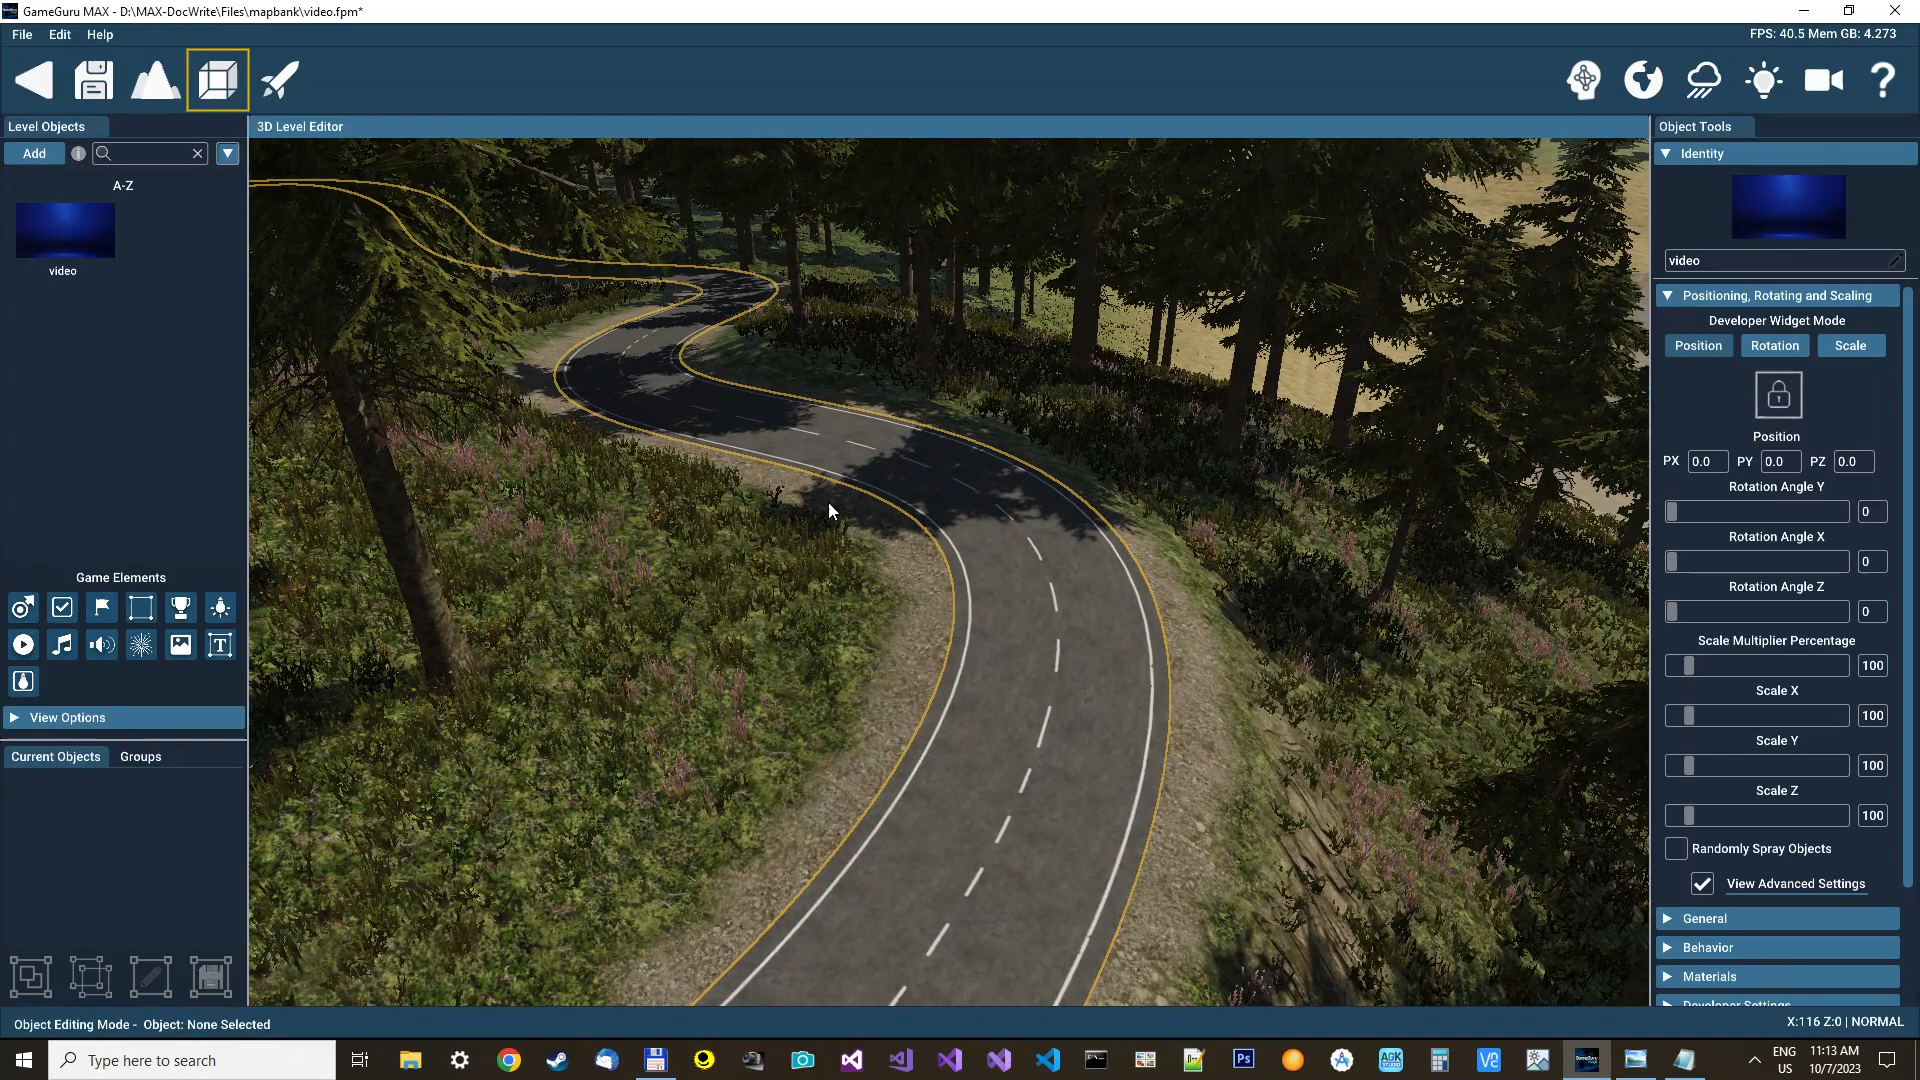 GameGuru MAX - D:\MAX-DocWrite\Files\mapbank\video.fpm*
File Edit Help
FPS: 40.5 Mem GB: 4.273
Level Objects
3D Level Editor
Object Tools
Add
A-Z
video
Game Elements
View Options
Current Objects Groups
Identity
video
Positioning, Rotating and Scaling
Developer Widget Mode
Position Rotation Scale
Position
PX 0.0 PY 0.0 PZ 0.0
Rotation Angle Y
0
Rotation Angle X
0
Rotation Angle Z
0
Scale Multiplier Percentage
100
Scale X
100
Scale Y
100
Scale Z
100
Randomly Spray Objects
View Advanced Settings
General
Behavior
Materials
Developer Settings
Object Editing Mode - Object: None Selected
X:116 Z:0 | NORMAL
Type here to search
ENG
US
11:13 AM
10/7/2023